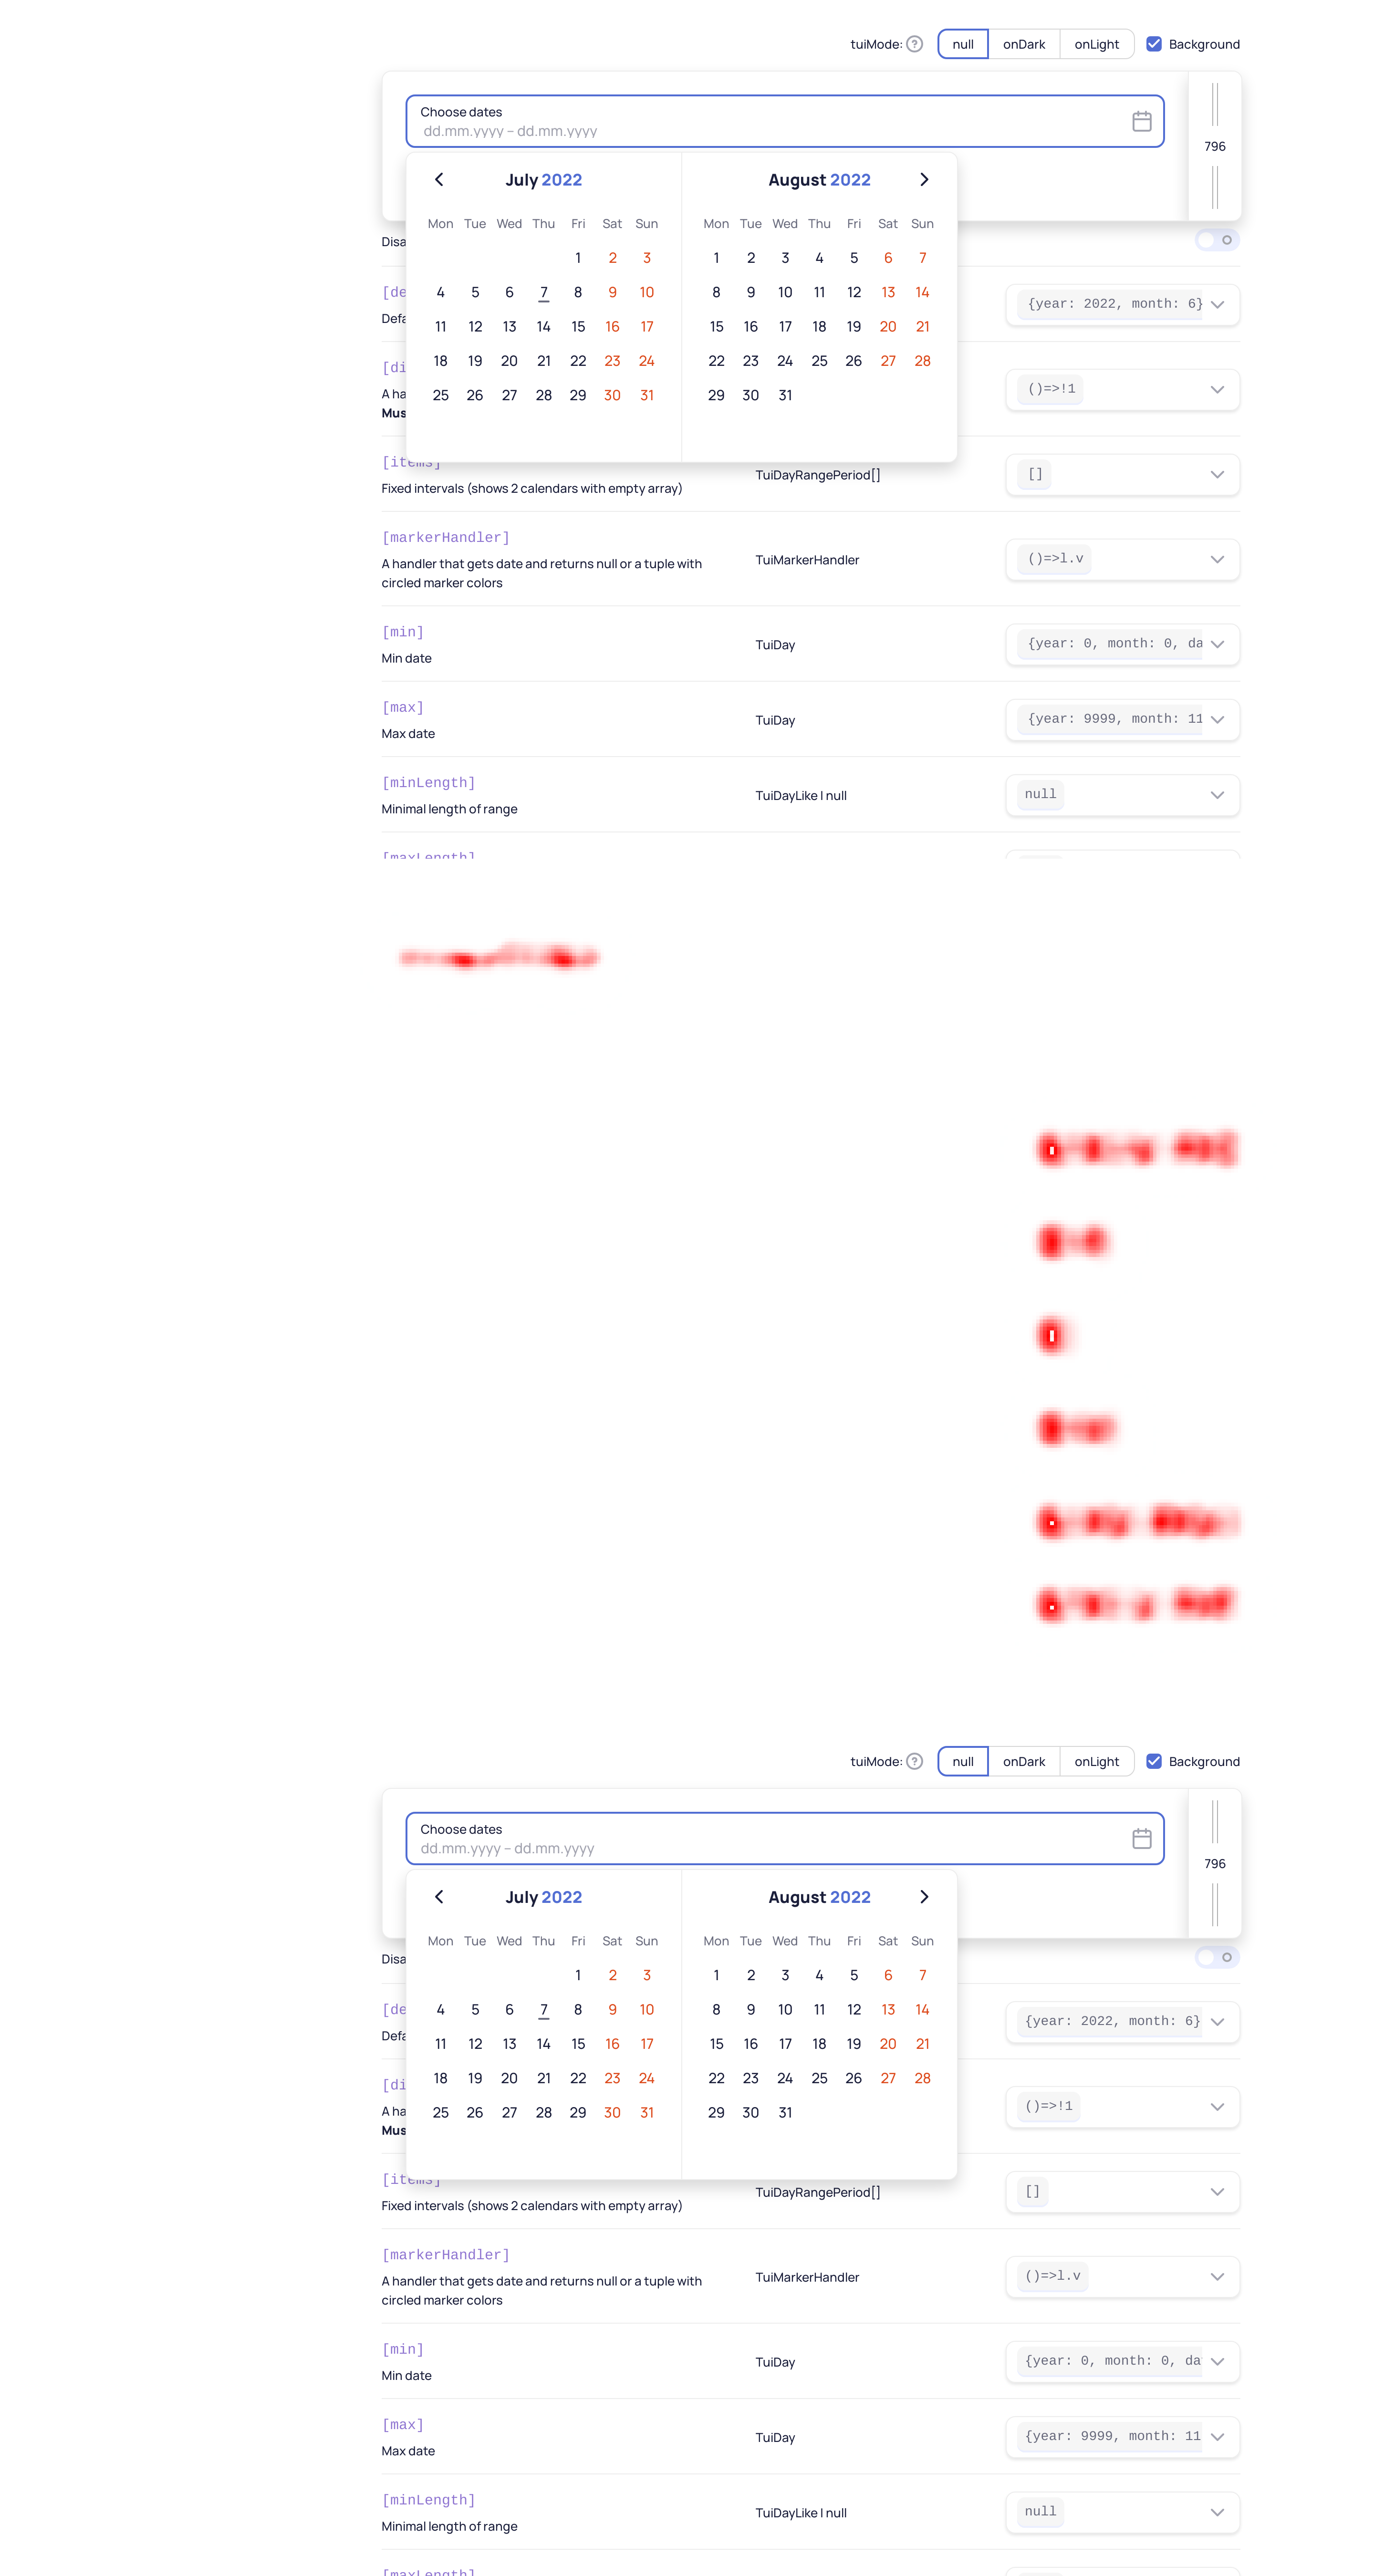 tuiMode: ? null onDark onLight Background
Choose dates
dd.mm.yyyy – dd.mm.yyyy
796
July 2022 August 2022
Mon Tue Wed Thu Fri Sat Sun Mon Tue Wed Thu Fri Sat Sun
1 2 3 1 2 3 4 5 6 7
4 5 6 7 8 9 10 8 9 10 11 12 13 14
11 12 13 14 15 16 17 15 16 17 18 19 20 21
18 19 20 21 22 23 24 22 23 24 25 26 27 28
25 26 27 28 29 30 31 29 30 31
Disa
[de
Defa
{year: 2022, month: 6}
[di
A ha
Mus
()=>!1
[items]
Fixed intervals (shows 2 calendars with empty array)
TuiDayRangePeriod[]
[]
[markerHandler]
A handler that gets date and returns null or a tuple with
circled marker colors
TuiMarkerHandler
()=>l.v
[min]
Min date
TuiDay
{year: 0, month: 0, da
[max]
Max date
TuiDay
{year: 9999, month: 11
[minLength]
Minimal length of range
TuiDayLike | null
null
[maxLength]
tuiMode: ? null onDark onLight Background
Choose dates
dd.mm.yyyy – dd.mm.yyyy
796
July 2022 August 2022
Mon Tue Wed Thu Fri Sat Sun Mon Tue Wed Thu Fri Sat Sun
1 2 3 1 2 3 4 5 6 7
4 5 6 7 8 9 10 8 9 10 11 12 13 14
11 12 13 14 15 16 17 15 16 17 18 19 20 21
18 19 20 21 22 23 24 22 23 24 25 26 27 28
25 26 27 28 29 30 31 29 30 31
Disa
[de
Defa
{year: 2022, month: 6}
[di
A ha
Mus
()=>!1
[items]
Fixed intervals (shows 2 calendars with empty array)
TuiDayRangePeriod[]
[]
[markerHandler]
A handler that gets date and returns null or a tuple with
circled marker colors
TuiMarkerHandler
()=>l.v
[min]
Min date
TuiDay
{year: 0, month: 0, da
[max]
Max date
TuiDay
{year: 9999, month: 11
[minLength]
Minimal length of range
TuiDayLike | null
null
[maxLength]